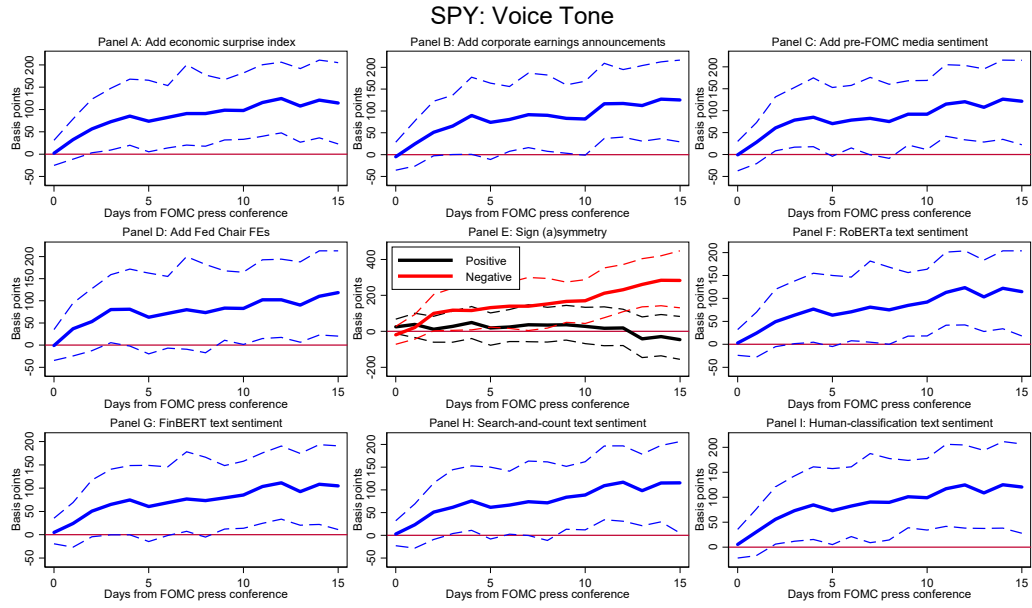 SPY: Voice Tone
Panel A: Add economic surprise index
Basis points
-50 0 50 100 150 200
0 5 10 15
Days from FOMC press conference
Panel B: Add corporate earnings announcements
Basis points
-50 0 50 100 150 200
0 5 10 15
Days from FOMC press conference
Panel C: Add pre-FOMC media sentiment
Basis points
-50 0 50 100 150 200
0 5 10 15
Days from FOMC press conference
Panel D: Add Fed Chair FEs
Basis points
-50 0 50 100 150 200
0 5 10 15
Days from FOMC press conference
Panel E: Sign (a)symmetry
Positive
Negative
Basis points
-200 0 200 400
0 5 10 15
Days from FOMC press conference
Panel F: RoBERTa text sentiment
Basis points
-50 0 50 100 150 200
0 5 10 15
Days from FOMC press conference
Panel G: FinBERT text sentiment
Basis points
-50 0 50 100 150 200
0 5 10 15
Days from FOMC press conference
Panel H: Search-and-count text sentiment
Basis points
-50 0 50 100 150 200
0 5 10 15
Days from FOMC press conference
Panel I: Human-classification text sentiment
Basis points
0 50 100 150 200
0 5 10 15
Days from FOMC press conference